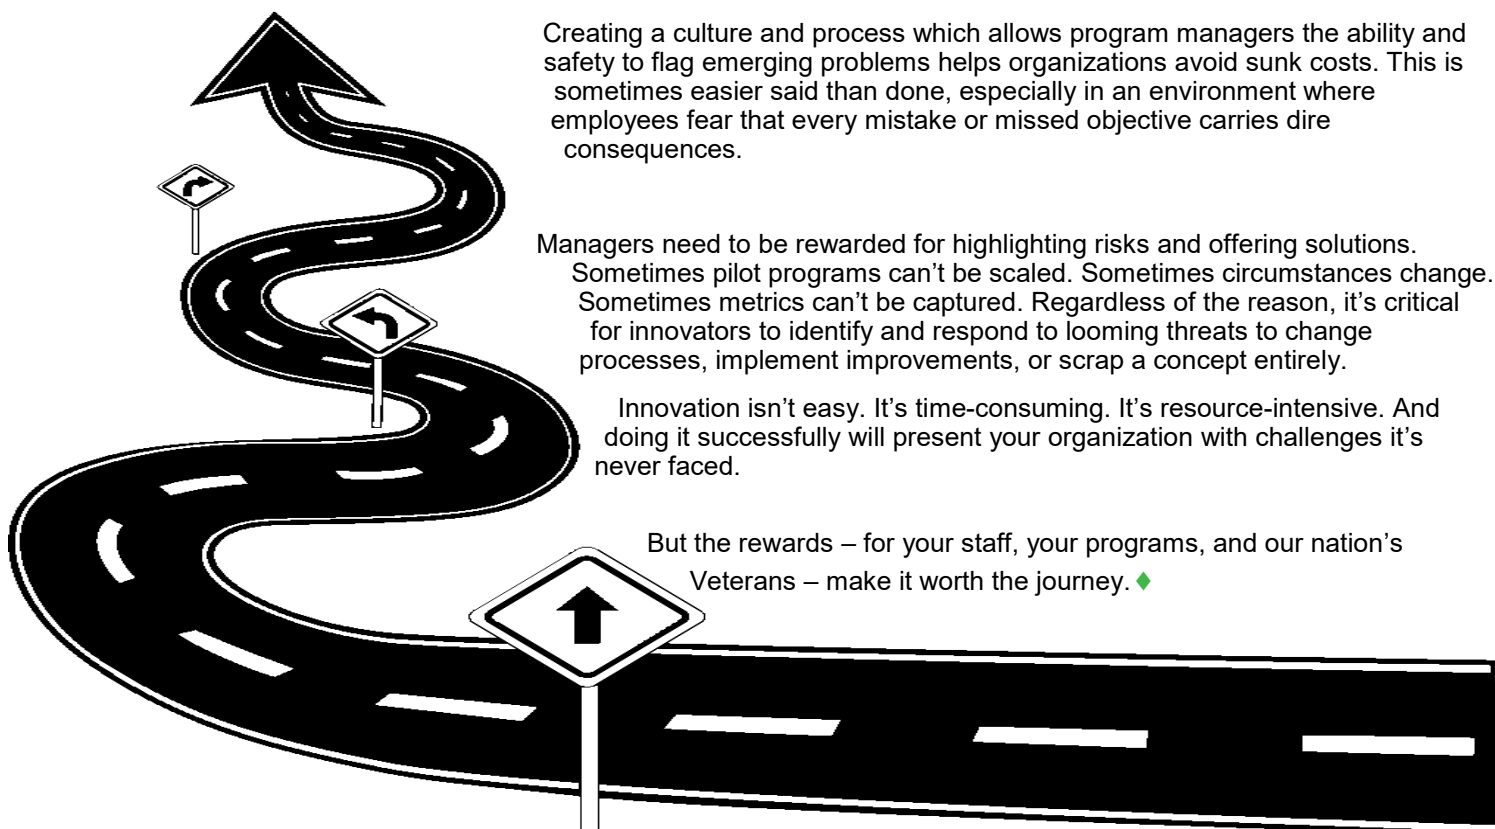 Creating a culture and process which allows program managers the ability and
safety to flag emerging problems helps organizations avoid sunk costs. This is
sometimes easier said than done, especially in an environment where
employees fear that every mistake or missed objective carries dire
consequences.
Managers need to be rewarded for highlighting risks and offering solutions.
Sometimes pilot programs can’t be scaled. Sometimes circumstances change.
Sometimes metrics can’t be captured. Regardless of the reason, it’s critical
for innovators to identify and respond to looming threats to change
processes, implement improvements, or scrap a concept entirely.
Innovation isn’t easy. It’s time-consuming. It’s resource-intensive. And
doing it successfully will present your organization with challenges it’s
never faced.
But the rewards – for your staff, your programs, and our nation’s
Veterans – make it worth the journey.